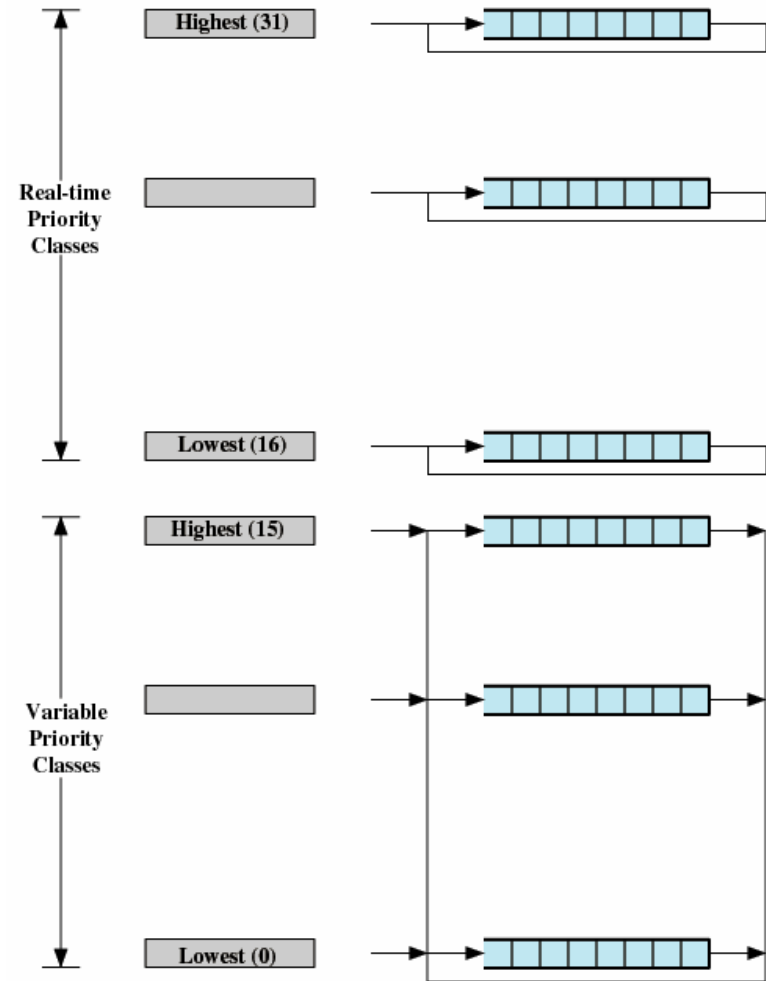 Highest (31)
Real-time
Priority
Classes
Lowest (16)
Highest (15)
Variable
Priority
Classes
Lowest (0)